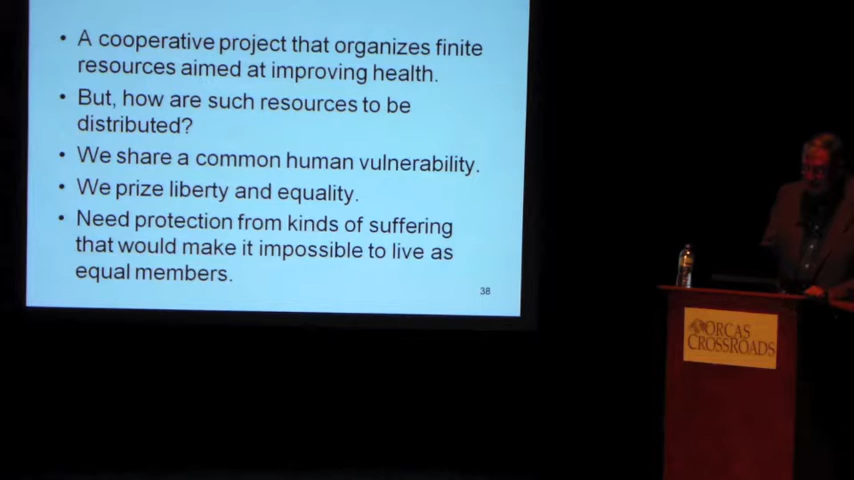 • A cooperative project that organizes finite
resources aimed at improving health.
• But, how are such resources to be
distributed?
• We share a common human vulnerability.
• We prize liberty and equality.
• Need protection from kinds of suffering
that would make it impossible to live as
equal members.
38
ORCAS
CROSSROADS